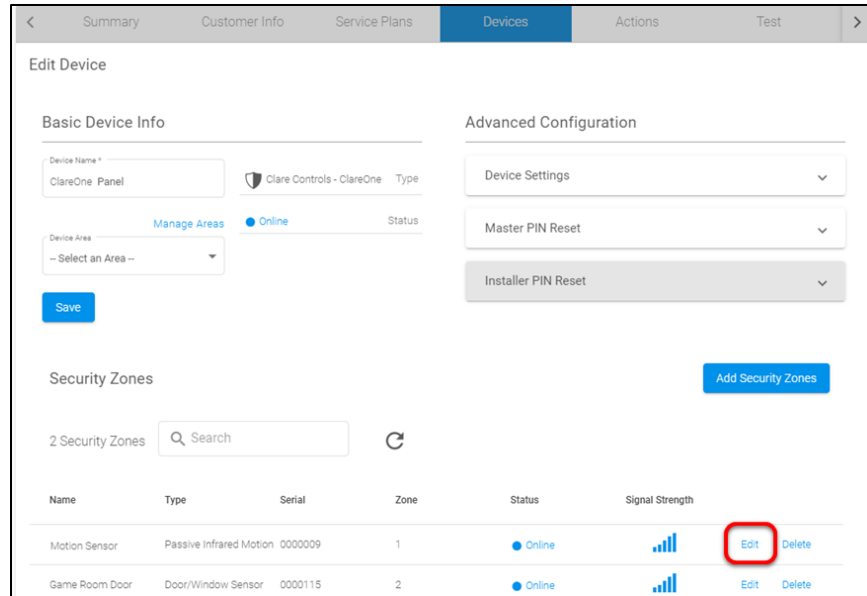 Summary Customer Info Service Plans Devices Actions Test
Edit Device
Basic Device Info
Device Name *
ClareOne Panel
Clare Controls - ClareOne Type
Manage Areas
Online Status
Device Area
-- Select an Area --
Save
Advanced Configuration
Device Settings
Master PIN Reset
Installer PIN Reset
Security Zones
Add Security Zones
2 Security Zones Search
Name Type Serial Zone Status Signal Strength
Motion Sensor Passive Infrared Motion 0000009 1 Online Edit Delete
Game Room Door Door/Window Sensor 0000115 2 Online Edit Delete